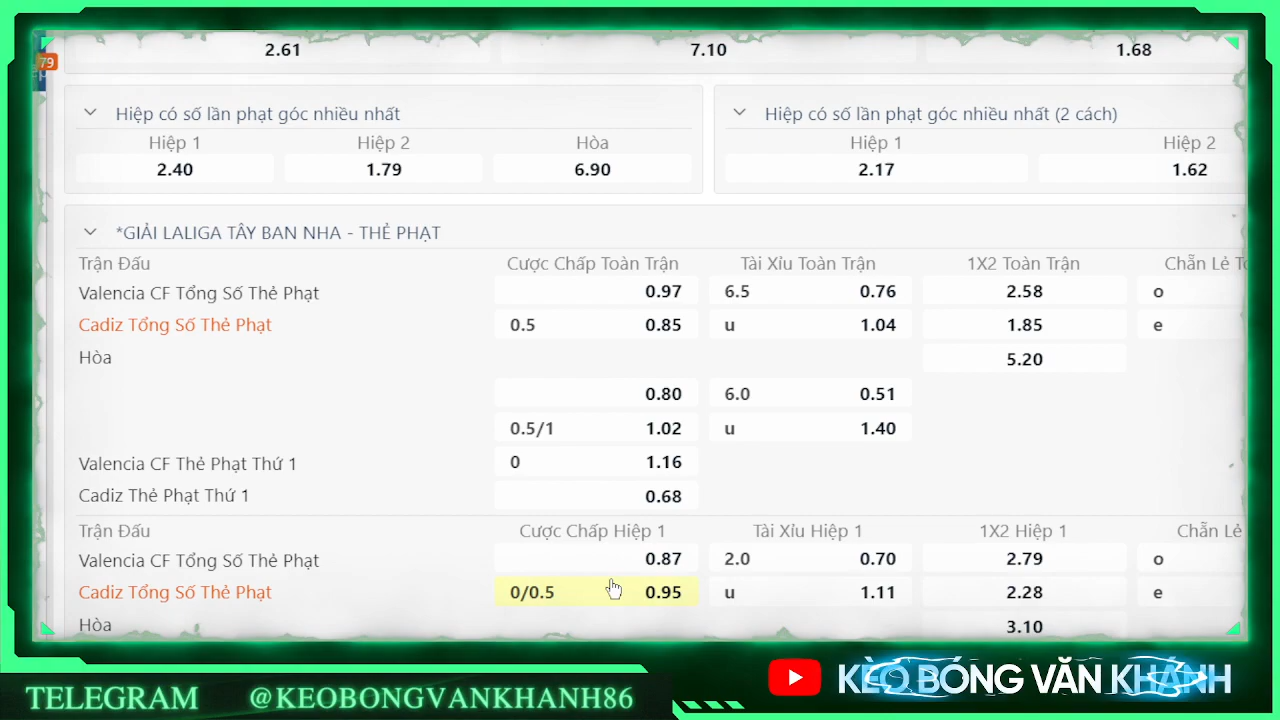 2.61 7.10 1.68
79
Hiệp có số lần phạt góc nhiều nhất
Hiệp 1 Hiệp 2 Hòa
2.40 1.79 6.90
Hiệp có số lần phạt góc nhiều nhất (2 cách)
Hiệp 1 Hiệp 2
2.17 1.62
*GIẢI LALIGA TÂY BAN NHA - THẺ PHẠT
Trận Đấu Cược Chấp Toàn Trận Tài Xỉu Toàn Trận 1X2 Toàn Trận Chẵn Lẻ
Valencia CF Tổng Số Thẻ Phạt 0.97 6.5 0.76 2.58 o
Cadiz Tổng Số Thẻ Phạt 0.5 0.85 u 1.04 1.85 e
Hòa 5.20
0.80 6.0 0.51
0.5/1 1.02 u 1.40
Valencia CF Thẻ Phạt Thứ 1 0 1.16
Cadiz Thẻ Phạt Thứ 1 0.68
Trận Đấu Cược Chấp Hiệp 1 Tài Xỉu Hiệp 1 1X2 Hiệp 1 Chẵn Lẻ
Valencia CF Tổng Số Thẻ Phạt 0.87 2.0 0.70 2.79 o
Cadiz Tổng Số Thẻ Phạt 0/0.5 0.95 u 1.11 2.28 e
Hòa 3.10
KÈO BÓNG VĂN KHÁNH
TELEGRAM @KEOBONGVANKHANH86